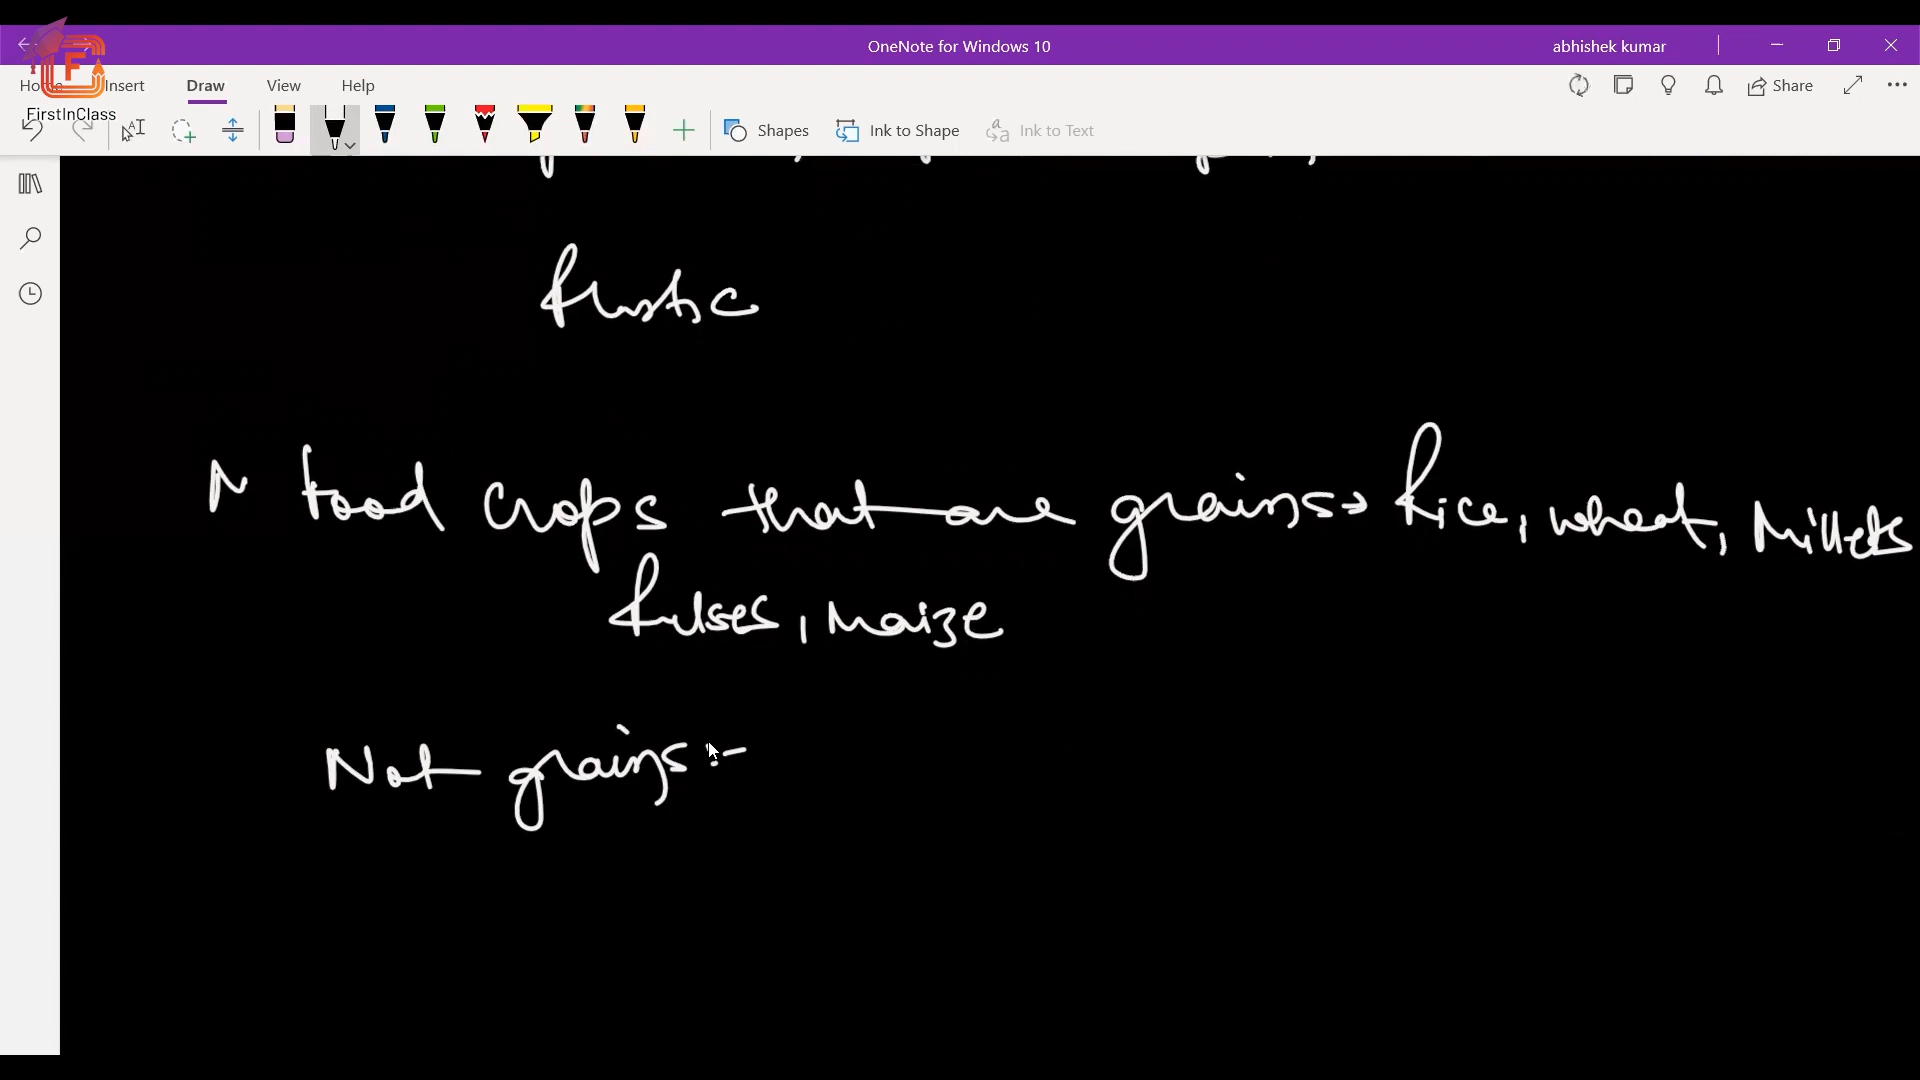 OneNote for Windows 10
abhishek kumar
Home Insert Draw View Help
Share
FirstInClass
Shapes Ink to Shape Ink to Text
Plastic
food crops that are grains → Rice, wheat, Millets
Pulses, Maize
Not grains :-